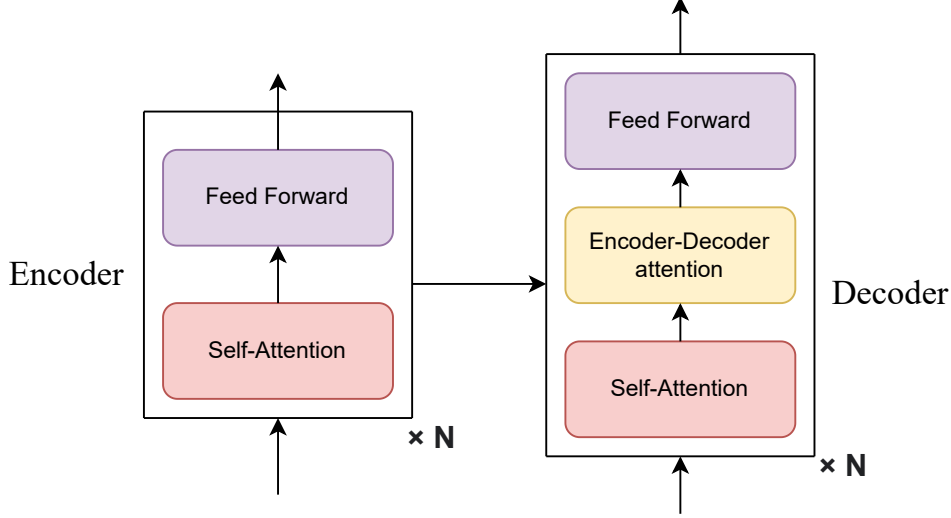 Encoder
Feed Forward
Self-Attention
× N
Feed Forward
Encoder-Decoder
attention
Self-Attention
× N
Decoder